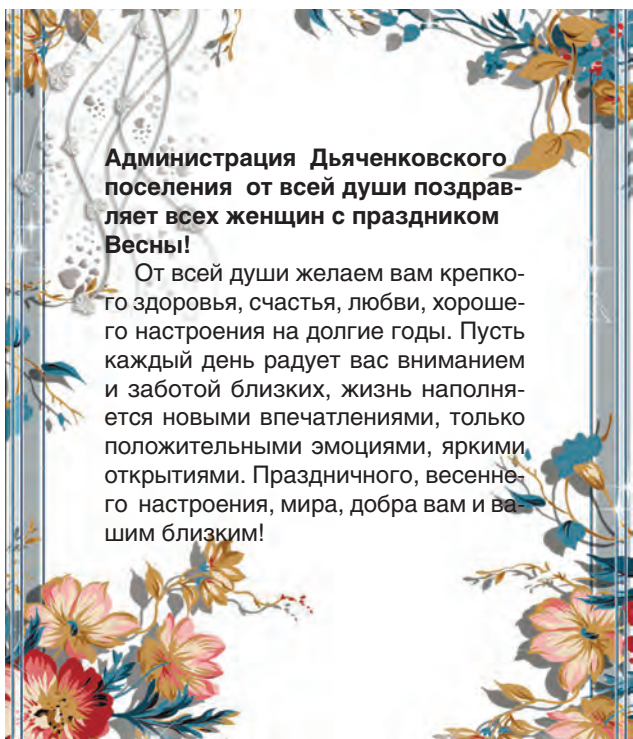 Администрация Дьяченковского
поселения от всей души поздрав-
ляет всех женщин с праздником
Весны!
От всей души желаем вам крепко-
го здоровья, счастья, любви, хороше-
го настроения на долгие годы. Пусть
каждый день радует вас вниманием
и заботой близких, жизнь наполня-
ется новыми впечатлениями, только
положительными эмоциями, яркими
открытиями. Праздничного, весенне-
го настроения, мира, добра вам и ва-
шим близким!